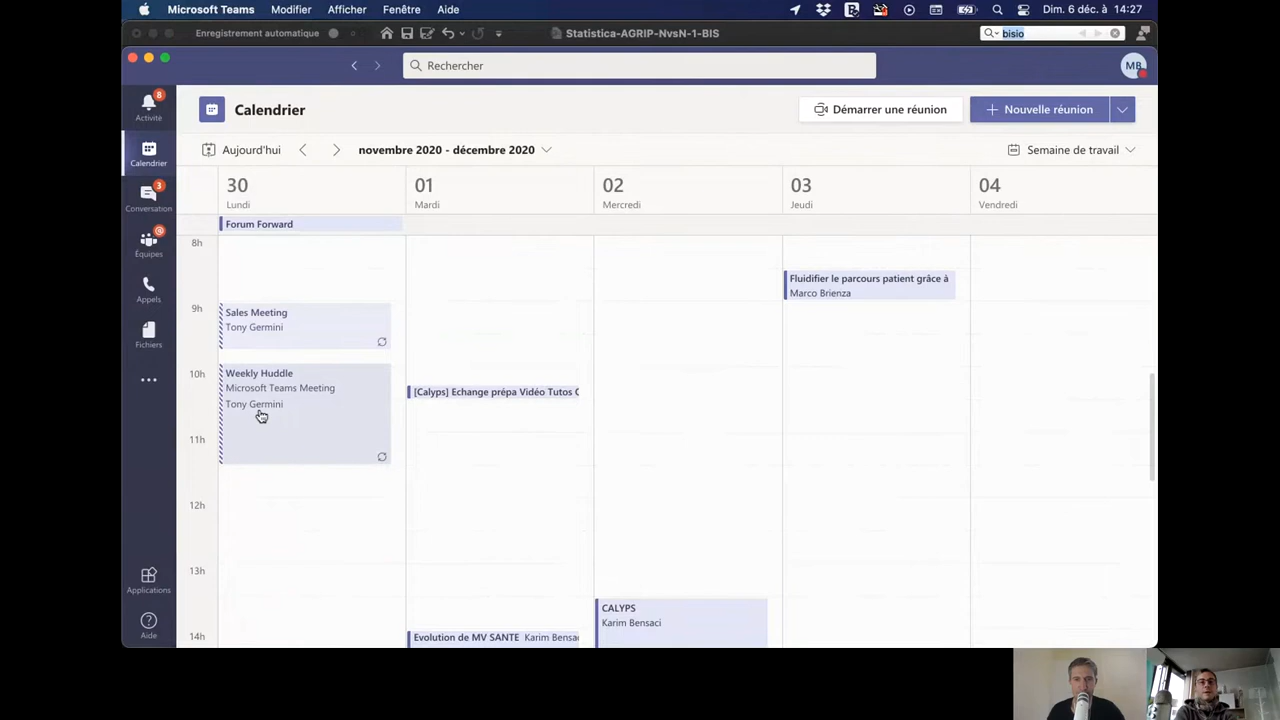 Microsoft Teams Modifier Afficher Fenêtre Aide Dim. 6 déc. à 14:27
Enregistrement automatique Statistica-AGRIP-NvsN-1-BIS bisio
Rechercher MB
8
Activité
Calendrier
Démarrer une réunion
Nouvelle réunion
Calendrier
Aujourd'hui
novembre 2020 - décembre 2020
Semaine de travail
3
Conversation
Équipes
Appels
Fichiers
Applications
Aide
30 01 02 03 04
Lundi Mardi Mercredi Jeudi Vendredi
Forum Forward
8h
Fluidifier le parcours patient grâce à
Marco Brienza
9h
Sales Meeting
Tony Germini
10h
Weekly Huddle
Microsoft Teams Meeting
Tony Germini
[Calyps] Echange prépa Vidéo Tutos
11h
12h
13h
CALYPS
Karim Bensaci
14h
Evolution de MV SANTE Karim Bensa